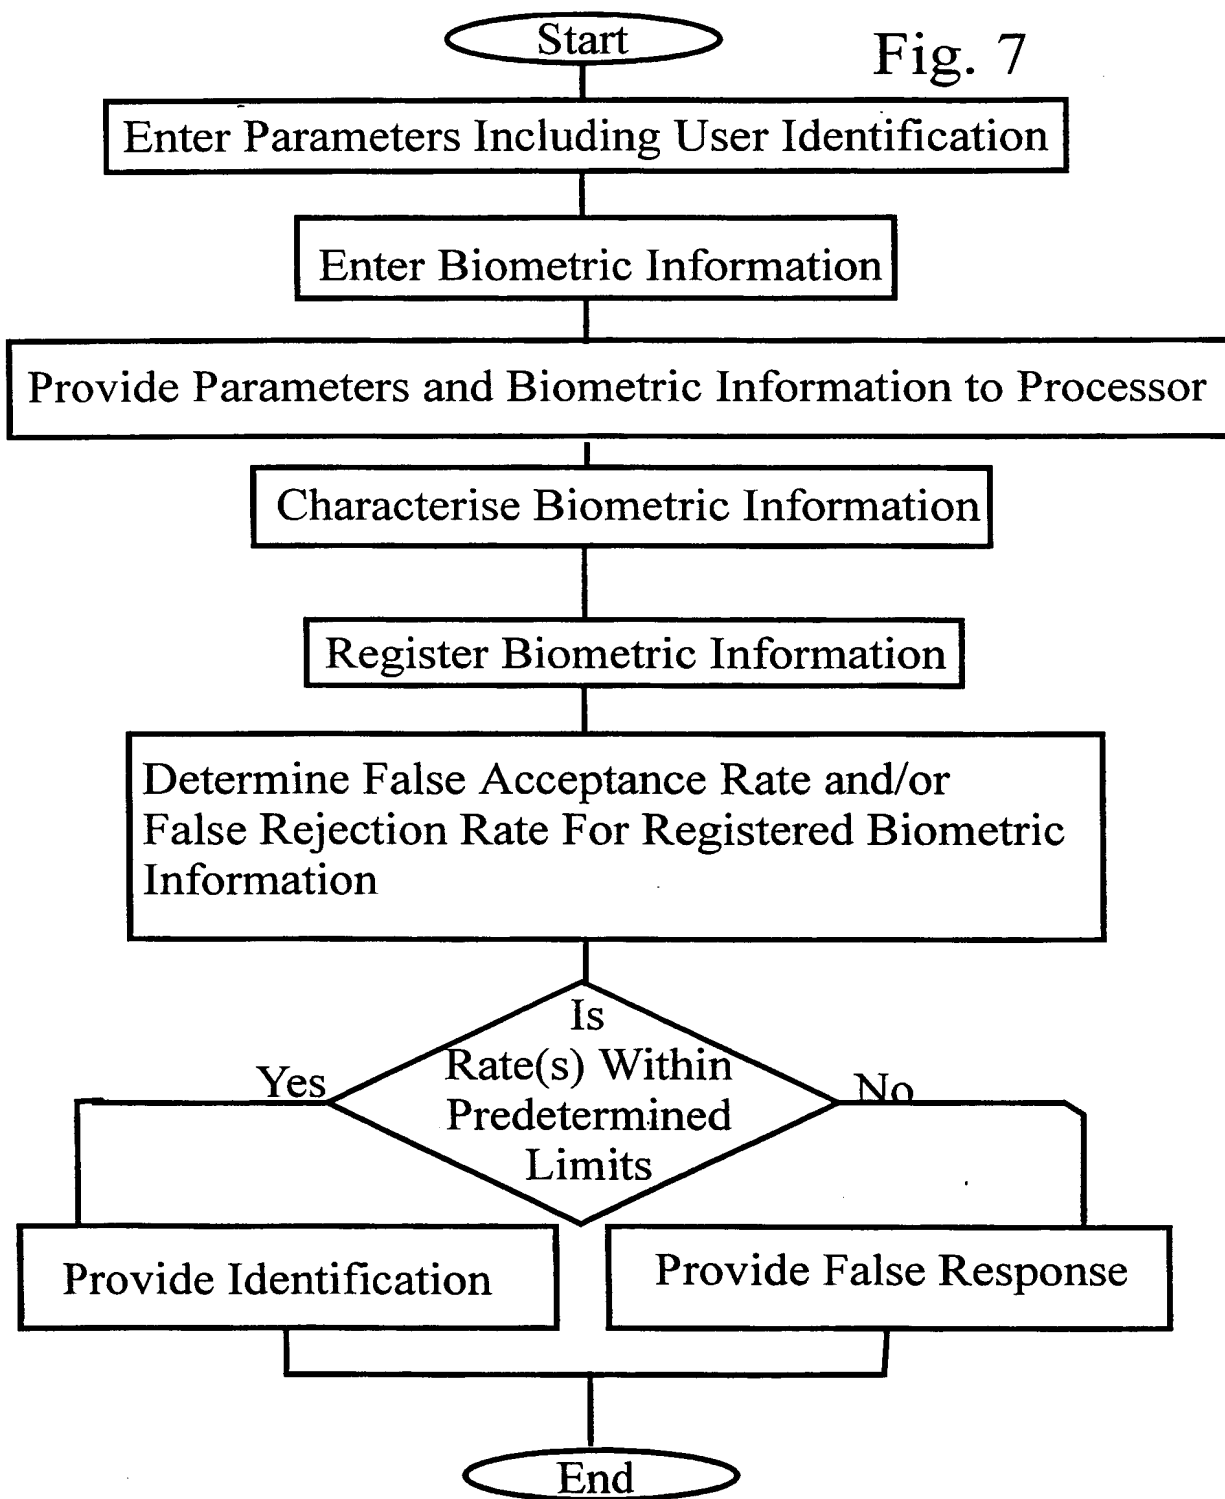 Start
Fig. 7
Enter Parameters Including User Identification
Enter Biometric Information
Provide Parameters and Biometric Information to Processor
Characterise Biometric Information
Register Biometric Information
Determine False Acceptance Rate and/or
False Rejection Rate For Registered Biometric
Information
Is
Rate(s) Within
Predetermined
Limits
Yes
No
Provide Identification
Provide False Response
End